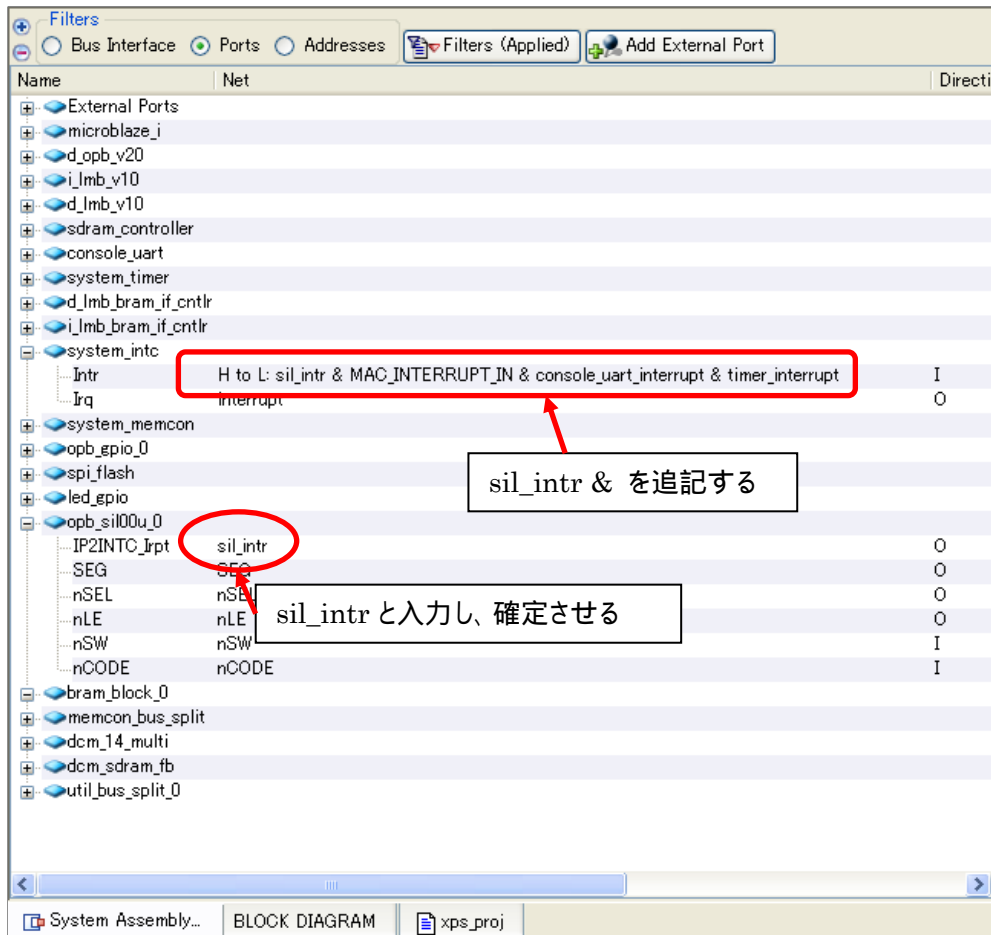 Filters
Bus Interface Ports Addresses Filters (Applied) Add External Port
Name Net Directi
External Ports
microblaze_i
d_opb_v20
i_lmb_v10
d_lmb_v10
sdram_controller
console_uart
system_timer
d_lmb_bram_if_cntlr
i_lmb_bram_if_cntlr
system_intc
Intr H to L: sil_intr & MAC_INTERRUPT_IN & console_uart_interrupt & timer_interrupt I
Irq Interrupt O
system_memcon
opb_gpio_0
spi_flash
sil_intr & を追記する
led_gpio
opb_sil00u_0
IP2INTC_Irpt sil_intr O
SEG SEG O
nSEL nSEL O
sil_intr と入力し、確定させる
nLE nLE O
nSW nSW I
nCODE nCODE I
bram_block_0
memcon_bus_split
dcm_14_multi
dcm_sdram_fb
util_bus_split_0
System Assembly... BLOCK DIAGRAM xps_proj